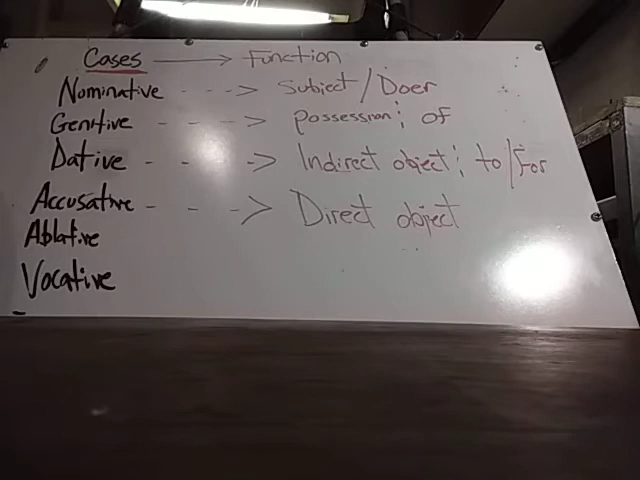 Cases -----> Function
Nominative - - -> Subject/Doer
Genitive - - - -> Possession; of
Dative - - - -> Indirect object; to/for
Accusative - - - -> Direct object
Ablative
Vocative